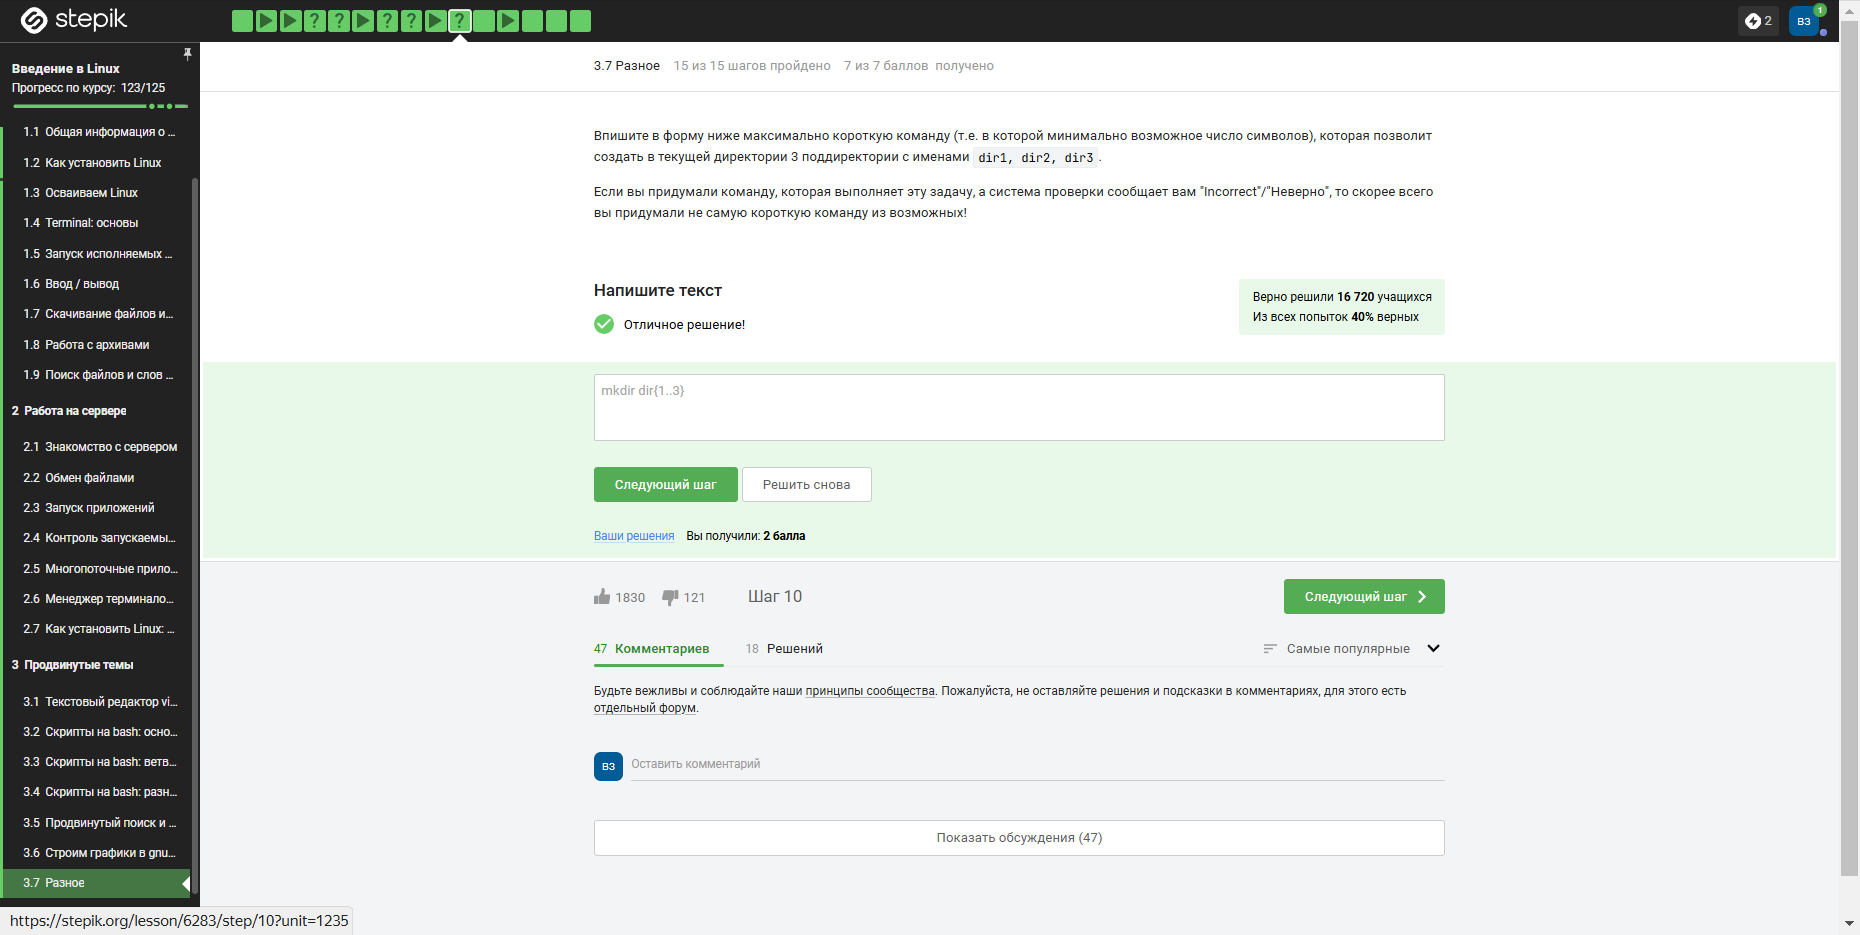 stepik
? ? ? ? ?
2
ВЗ
1
Введение в Linux
Прогресс по курсу: 123/125
1.1 Общая информация о ...
1.2 Как установить Linux
1.3 Осваиваем Linux
1.4 Terminal: основы
1.5 Запуск исполняемых ...
1.6 Ввод / вывод
1.7 Скачивание файлов и...
1.8 Работа с архивами
1.9 Поиск файлов и слов ...
2 Работа на сервере
2.1 Знакомство с сервером
2.2 Обмен файлами
2.3 Запуск приложений
2.4 Контроль запускаемы...
2.5 Многопоточные прило...
2.6 Менеджер терминало...
2.7 Как установить Linux: ...
3 Продвинутые темы
3.1 Текстовый редактор vi...
3.2 Скрипты на bash: осно...
3.3 Скрипты на bash: ветв...
3.4 Скрипты на bash: разн...
3.5 Продвинутый поиск и ...
3.6 Строим графики в gnu...
3.7 Разное
3.7 Разное 15 из 15 шагов пройдено 7 из 7 баллов получено
Впишите в форму ниже максимально короткую команду (т.е. в которой минимально возможное число символов), которая позволит
создать в текущей директории 3 поддиректории с именами dir1, dir2, dir3.
Если вы придумали команду, которая выполняет эту задачу, а система проверки сообщает вам "Incorrect"/"Неверно", то скорее всего
вы придумали не самую короткую команду из возможных!
Напишите текст
Отличное решение!
Верно решили 16 720 учащихся
Из всех попыток 40% верных
mkdir dir{1..3}
Следующий шаг
Решить снова
Ваши решения Вы получили: 2 балла
1830 121 Шаг 10
Следующий шаг
47 Комментариев 18 Решений
Самые популярные
Будьте вежливы и соблюдайте наши принципы сообщества. Пожалуйста, не оставляйте решения и подсказки в комментариях, для этого есть
отдельный форум.
ВЗ Оставить комментарий
Показать обсуждения (47)
https://stepik.org/lesson/6283/step/10?unit=1235